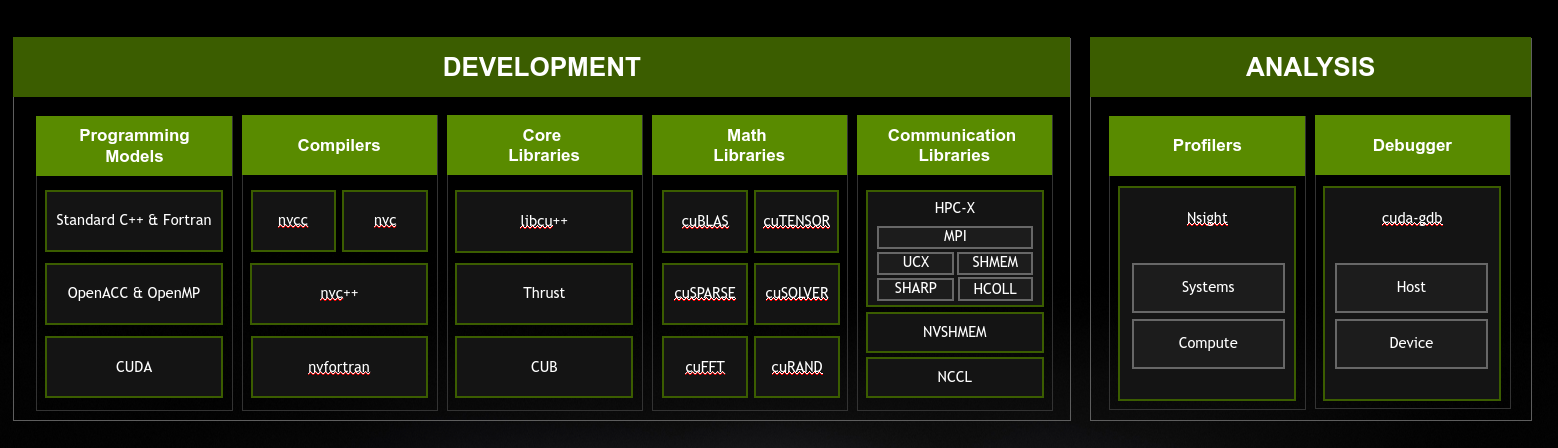 DEVELOPMENT
Programming
Models
Standard C++ & Fortran
OpenACC & OpenMP
CUDA
Compilers
nvcc
nvc
nvc++
nvfortran
Core
Libraries
libcu++
Thrust
CUB
Math
Libraries
cuBLAS
cuTENSOR
cuSPARSE
cuSOLVER
cuFFT
cuRAND
Communication
Libraries
HPC-X
MPI
UCX
SHMEM
SHARP
HCOLL
NVSHMEM
NCCL
ANALYSIS
Profilers
Nsight
Systems
Compute
Debugger
cuda-gdb
Host
Device